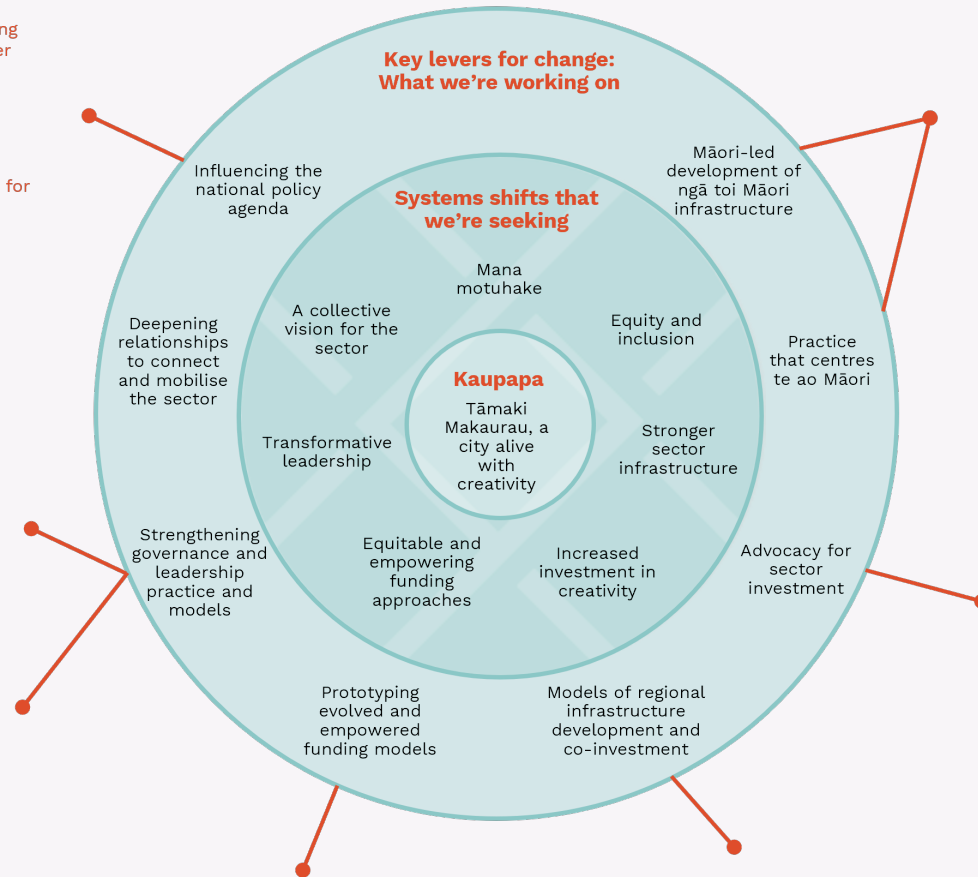 for
Key levers for change:
What we're working on
Influencing the
national policy
agenda
Māori-led
development of
ngā toi Māori
infrastructure
Deepening
relationships
to connect
and mobilise
the sector
Practice
that centres
te ao Māori
Strengthening
governance and
leadership
practice and
models
Advocacy for
sector
investment
Prototyping
evolved and
empowered
funding models
Models of regional
infrastructure
development and
co-investment
Systems shifts that
we're seeking
Mana
motuhake
A collective
vision for the
sector
Equity and
inclusion
Transformative
leadership
Stronger
sector
infrastructure
Equitable and
empowering
funding
approaches
Increased
investment in
creativity
Kaupapa
Tāmaki
Makaurau, a
city alive
with
creativity